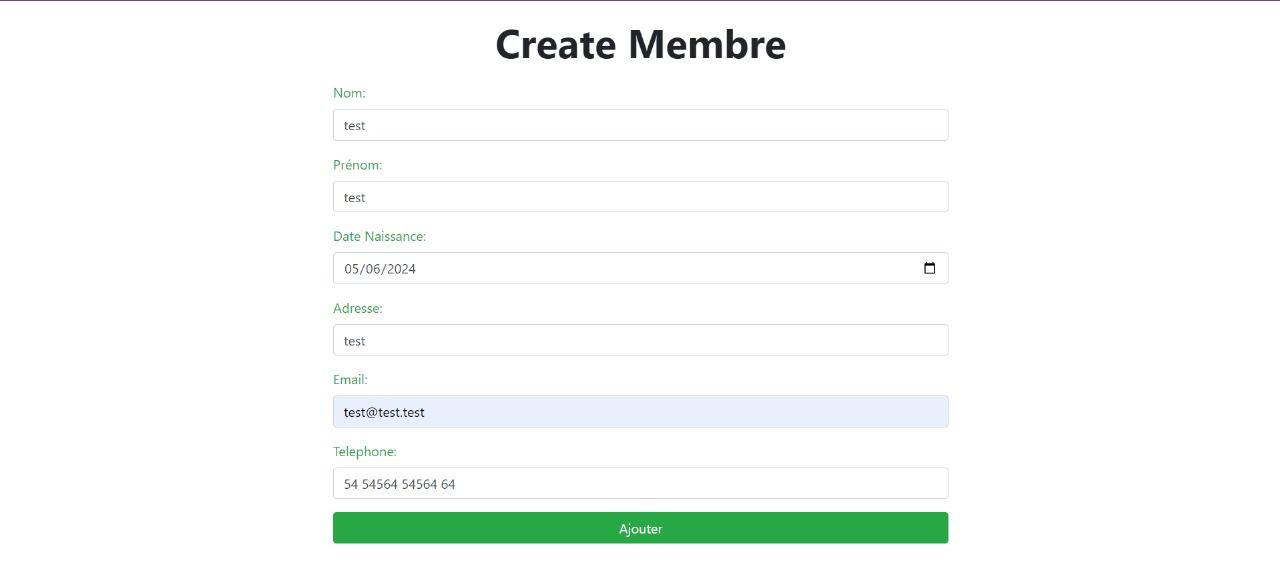 Create Membre
Nom:
test
Prénom:
test
Date Naissance:
05/06/2024
Adresse:
test
Email:
test@test.test
Telephone:
54 54564 54564 64
Ajouter